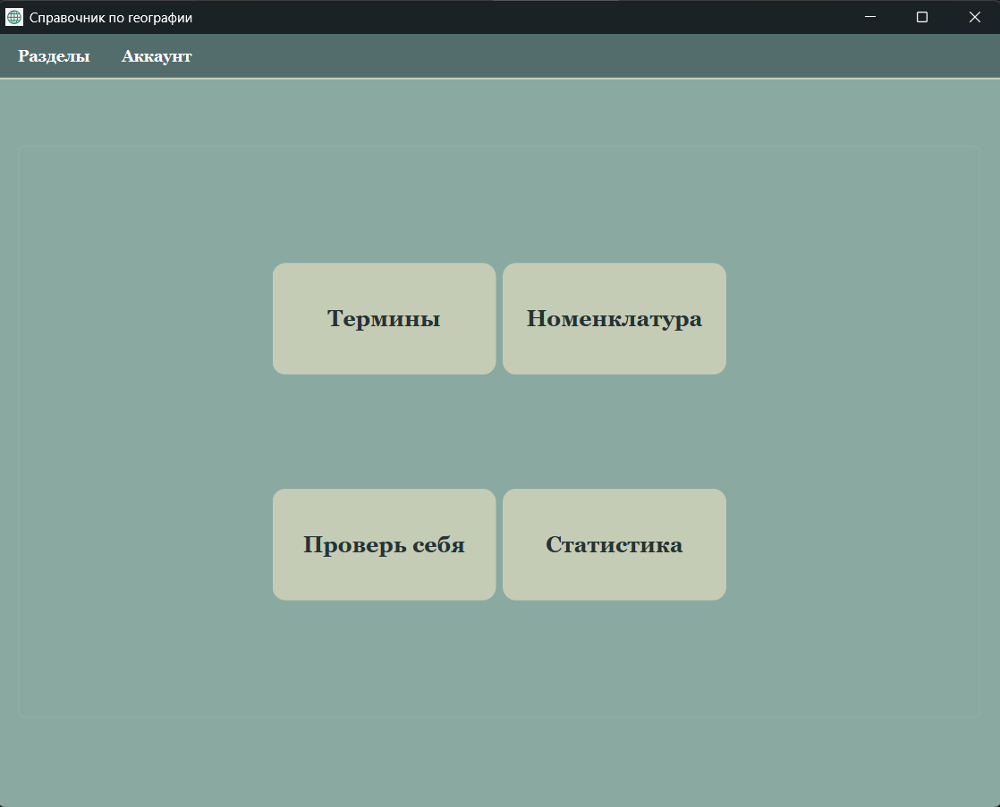 Справочник по географии
Разделы Аккаунт
Термины Номенклатура
Проверь себя Статистика